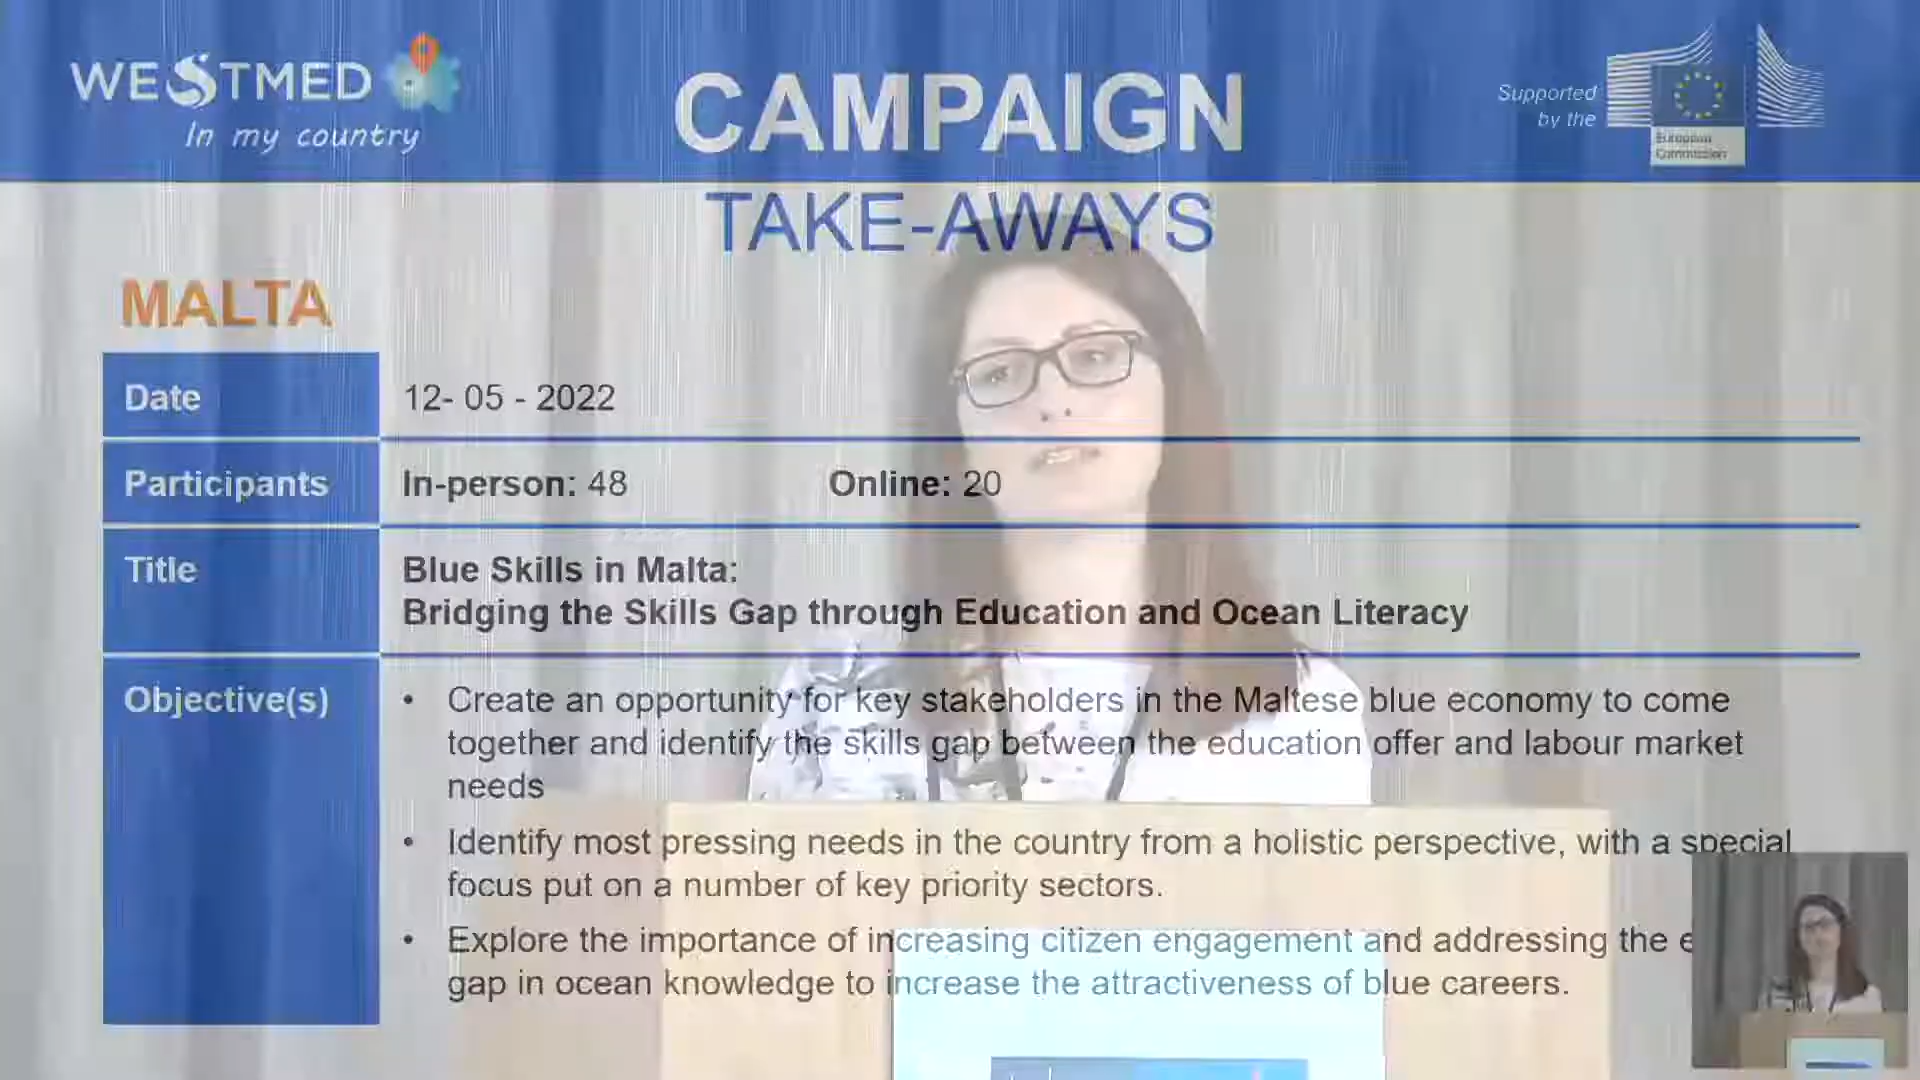 WESTMED
In my country
CAMPAIGN
Supported
by the
European
Commission
TAKE-AWAYS
MALTA
Date
12- 05 - 2022
Participants
In-person: 48
Online: 20
Title
Blue Skills in Malta:
Bridging the Skills Gap through Education and Ocean Literacy
Objective(s)
• Create an opportunity for key stakeholders in the Maltese blue economy to come
together and identify the skills gap between the education offer and labour market
needs
• Identify most pressing needs in the country from a holistic perspective, with a special
focus put on a number of key priority sectors.
• Explore the importance of increasing citizen engagement and addressing the
gap in ocean knowledge to increase the attractiveness of blue careers.